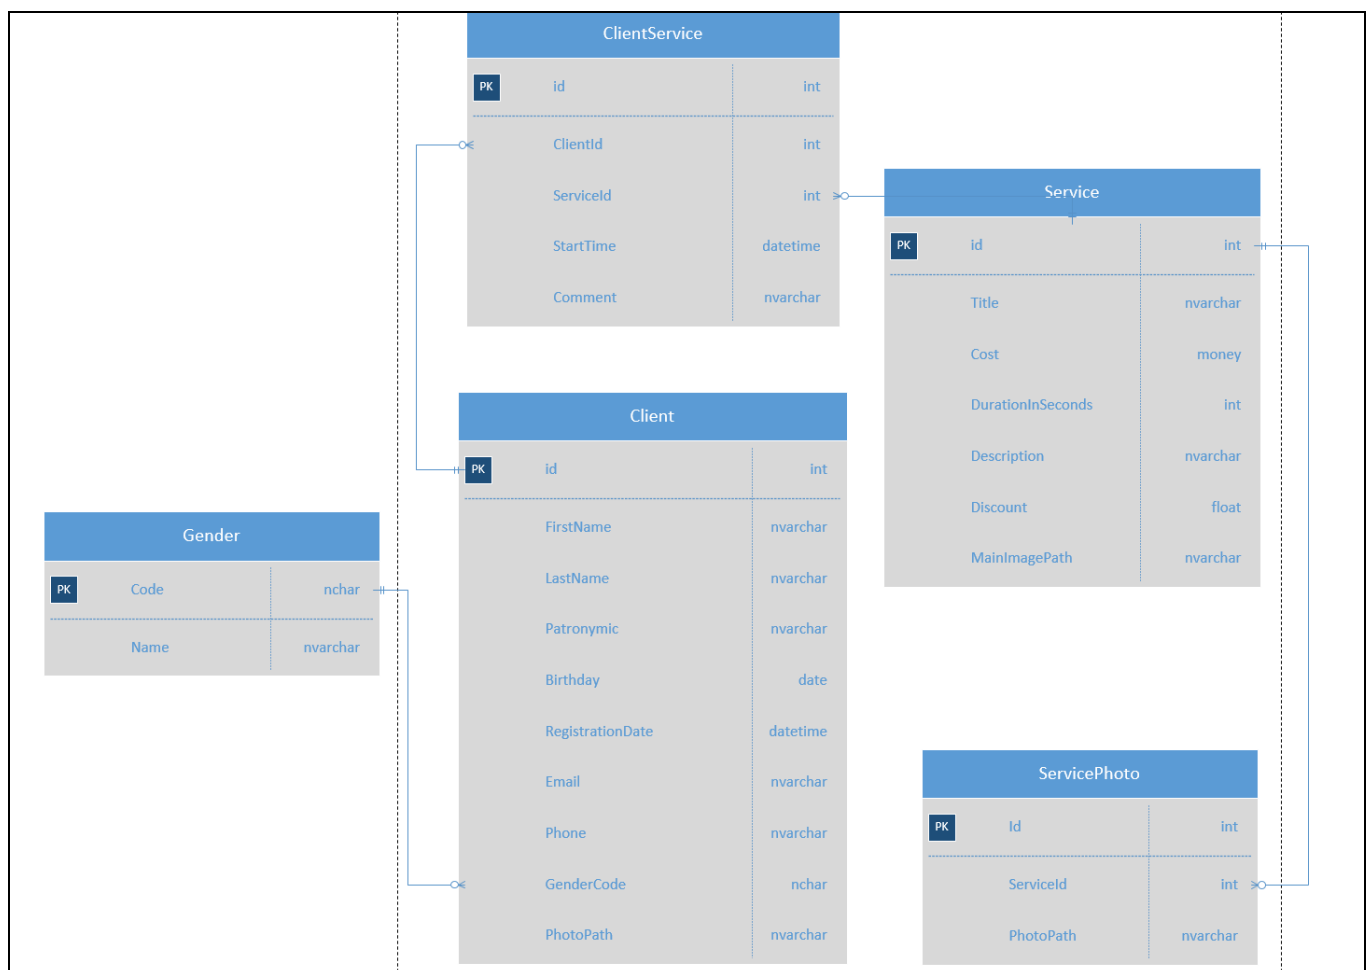 ClientService
PK id int
ClientId int
ServiceId int
StartTime datetime
Comment nvarchar
Service
PK id int
Title nvarchar
Cost money
DurationInSeconds int
Description nvarchar
Discount float
MainImagePath nvarchar
Client
PK id int
FirstName nvarchar
LastName nvarchar
Patronymic nvarchar
Birthday date
RegistrationDate datetime
Email nvarchar
Phone nvarchar
GenderCode nchar
PhotoPath nvarchar
Gender
PK Code nchar
Name nvarchar
ServicePhoto
PK Id int
ServiceId int
PhotoPath nvarchar